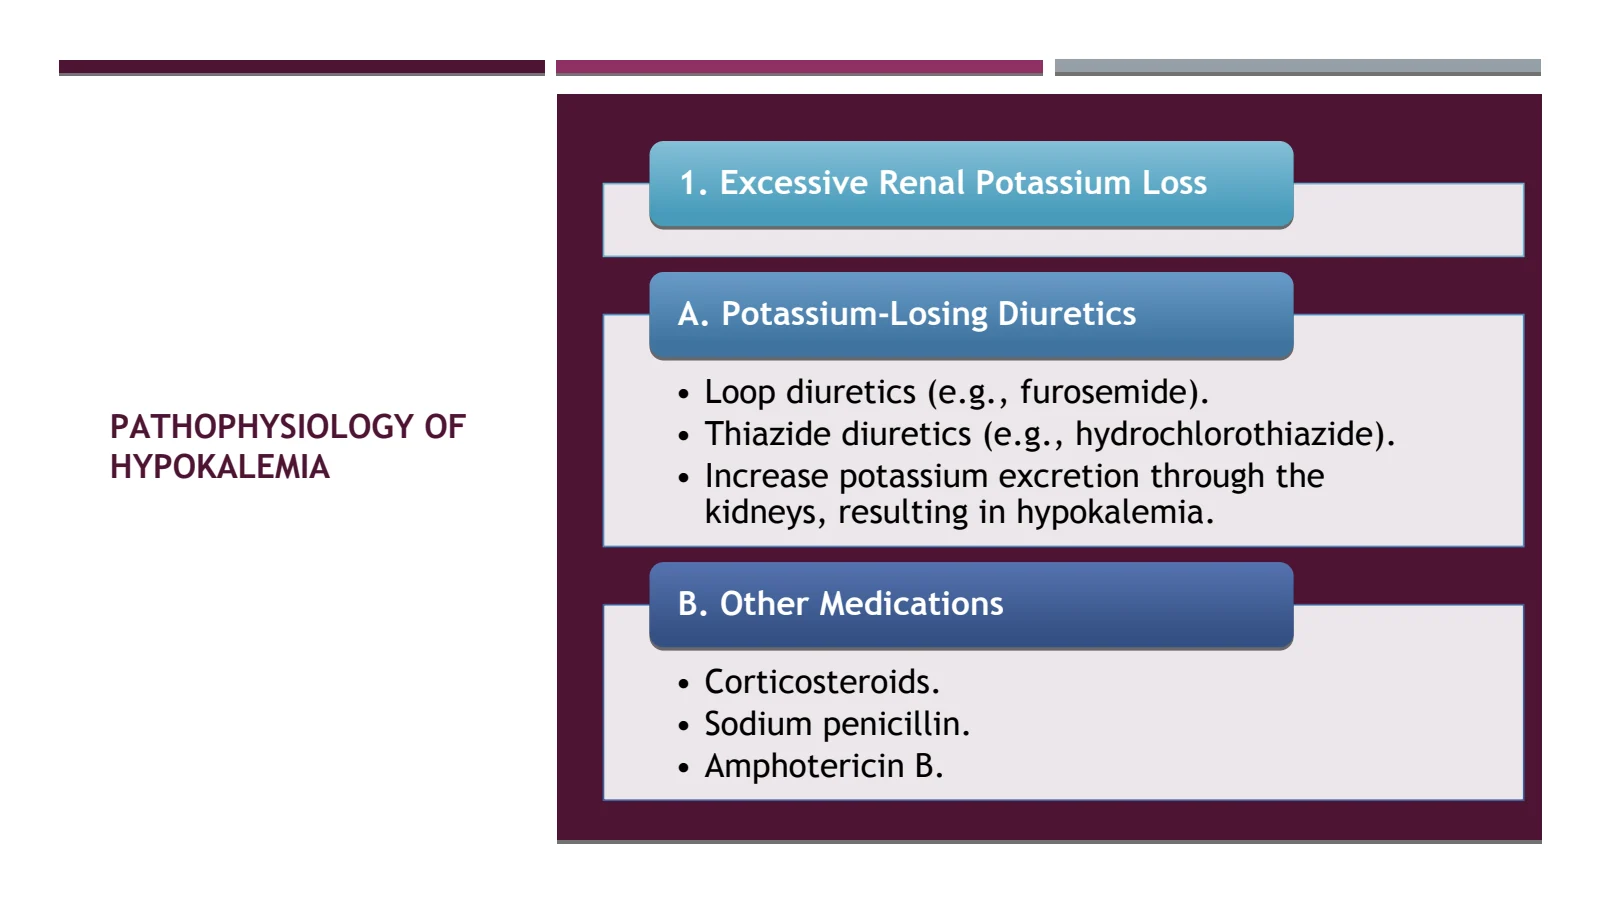 PATHOPHYSIOLOGY OF
HYPOKALEMIA
1. Excessive Renal Potassium Loss
A. Potassium-Losing Diuretics
• Loop diuretics (e.g., furosemide).
• Thiazide diuretics (e.g., hydrochlorothiazide).
• Increase potassium excretion through the
kidneys, resulting in hypokalemia.
B. Other Medications
• Corticosteroids.
• Sodium penicillin.
• Amphotericin B.